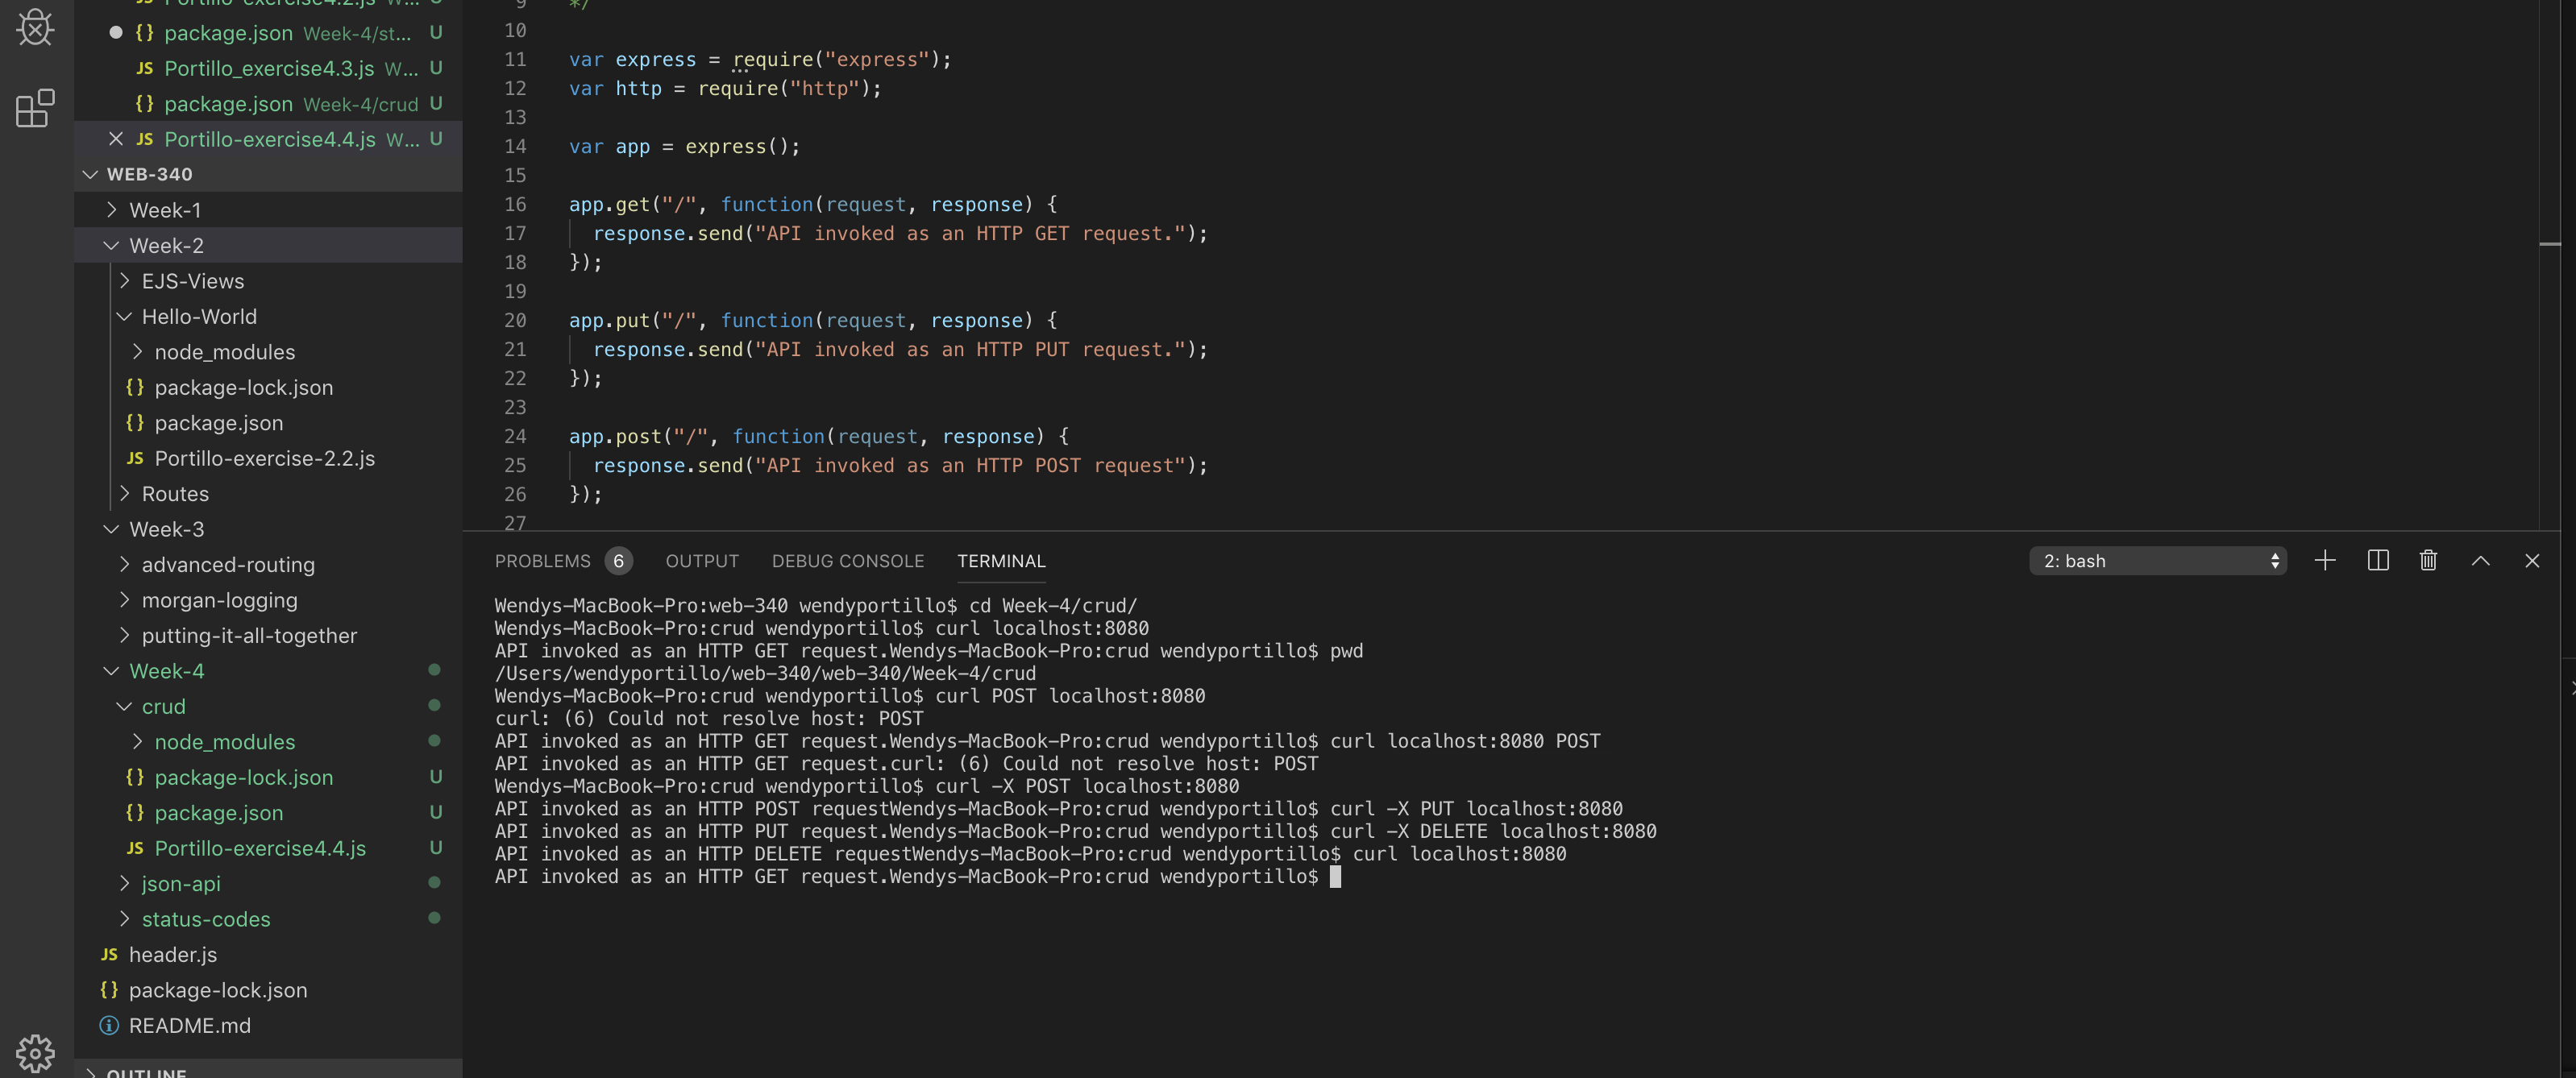 Portillo-exercise4.2.js W... U
package.json Week-4/st... U
Portillo_exercise4.3.js W... U
package.json Week-4/crud U
Portillo-exercise4.4.js W... U
WEB-340
Week-1
Week-2
EJS-Views
Hello-World
node_modules
package-lock.json
package.json
Portillo-exercise-2.2.js
Routes
Week-3
advanced-routing
morgan-logging
putting-it-all-together
Week-4
crud
node_modules
package-lock.json U
package.json U
Portillo-exercise4.4.js U
json-api
status-codes
header.js
package-lock.json
README.md
OUTLINE
9 */
10
11 var express = require("express");
12 var http = require("http");
13
14 var app = express();
15
16 app.get("/", function(request, response) {
17 response.send("API invoked as an HTTP GET request.");
18 });
19
20 app.put("/", function(request, response) {
21 response.send("API invoked as an HTTP PUT request.");
22 });
23
24 app.post("/", function(request, response) {
25 response.send("API invoked as an HTTP POST request");
26 });
27
PROBLEMS 6 OUTPUT DEBUG CONSOLE TERMINAL 2: bash
Wendys-MacBook-Pro:web-340 wendyportillo$ cd Week-4/crud/
Wendys-MacBook-Pro:crud wendyportillo$ curl localhost:8080
API invoked as an HTTP GET request.Wendys-MacBook-Pro:crud wendyportillo$ pwd
/Users/wendyportillo/web-340/web-340/Week-4/crud
Wendys-MacBook-Pro:crud wendyportillo$ curl POST localhost:8080
curl: (6) Could not resolve host: POST
API invoked as an HTTP GET request.Wendys-MacBook-Pro:crud wendyportillo$ curl localhost:8080 POST
API invoked as an HTTP GET request.curl: (6) Could not resolve host: POST
Wendys-MacBook-Pro:crud wendyportillo$ curl -X POST localhost:8080
API invoked as an HTTP POST requestWendys-MacBook-Pro:crud wendyportillo$ curl -X PUT localhost:8080
API invoked as an HTTP PUT request.Wendys-MacBook-Pro:crud wendyportillo$ curl -X DELETE localhost:8080
API invoked as an HTTP DELETE requestWendys-MacBook-Pro:crud wendyportillo$ curl localhost:8080
API invoked as an HTTP GET request.Wendys-MacBook-Pro:crud wendyportillo$